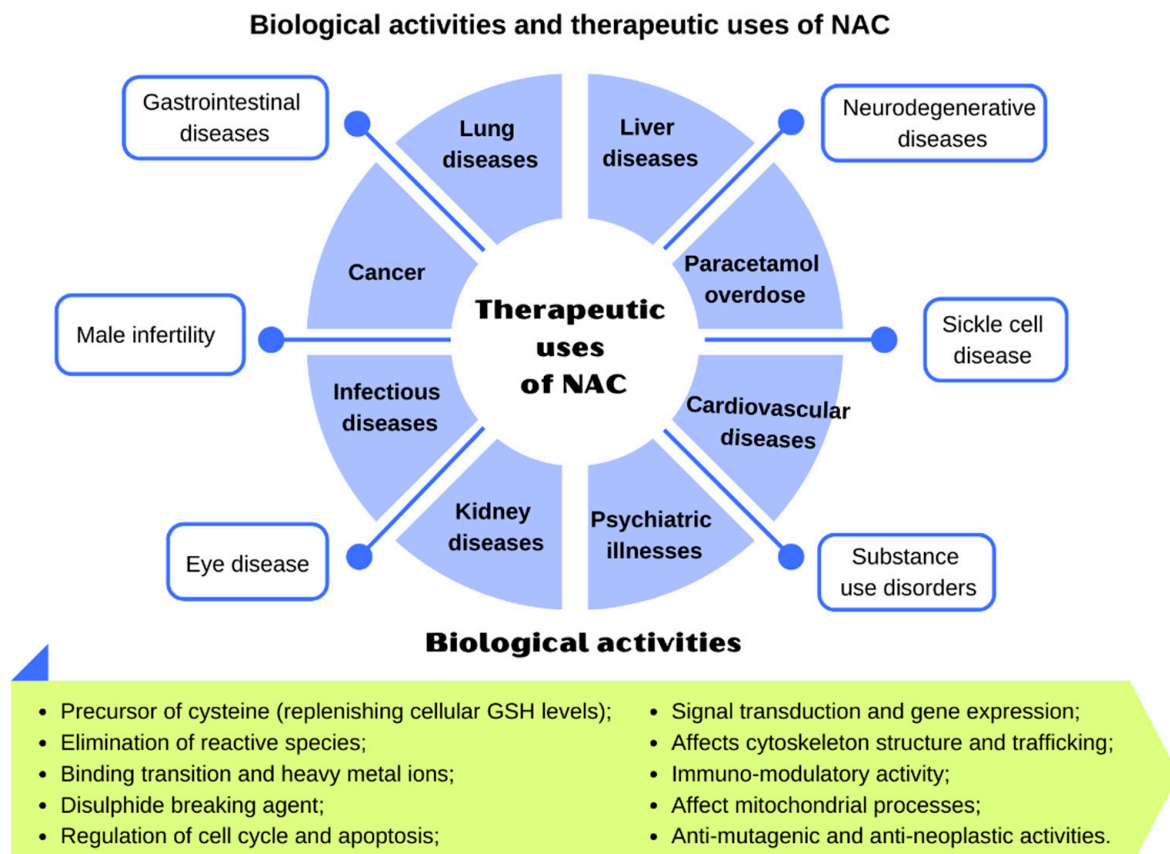 Biological activities and therapeutic uses of NAC
Gastrointestinal
diseases
Lung
diseases
Liver
diseases
Neurodegenerative
diseases
Cancer
Paracetamol
overdose
Male infertility
Therapeutic
uses
of NAC
Sickle cell
disease
Infectious
diseases
Cardiovascular
diseases
Eye disease
Kidney
diseases
Psychiatric
illnesses
Substance
use disorders
Biological activities
• Precursor of cysteine (replenishing cellular GSH levels);
• Elimination of reactive species;
• Binding transition and heavy metal ions;
• Disulphide breaking agent;
• Regulation of cell cycle and apoptosis;
• Signal transduction and gene expression;
• Affects cytoskeleton structure and trafficking;
• Immuno-modulatory activity;
• Affect mitochondrial processes;
• Anti-mutagenic and anti-neoplastic activities.